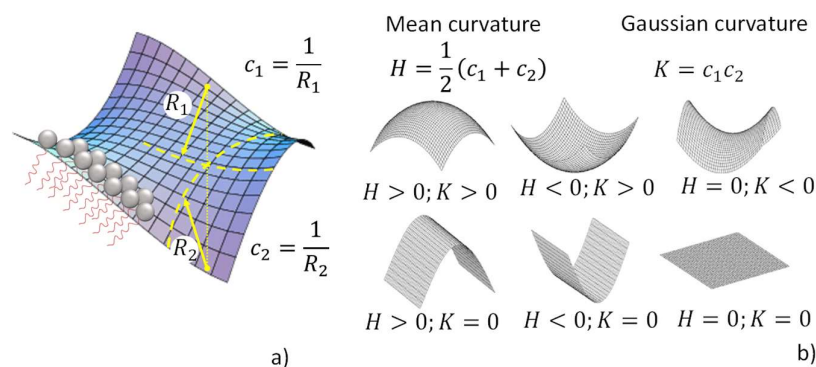 c₁ = 1/R₁
R₁
R₂
c₂ = 1/R₂
a)
Mean curvature
H = 1/2 (c₁ + c₂)
Gaussian curvature
K = c₁c₂
H > 0; K > 0
H < 0; K > 0
H = 0; K < 0
H > 0; K = 0
H < 0; K = 0
H = 0; K = 0
b)